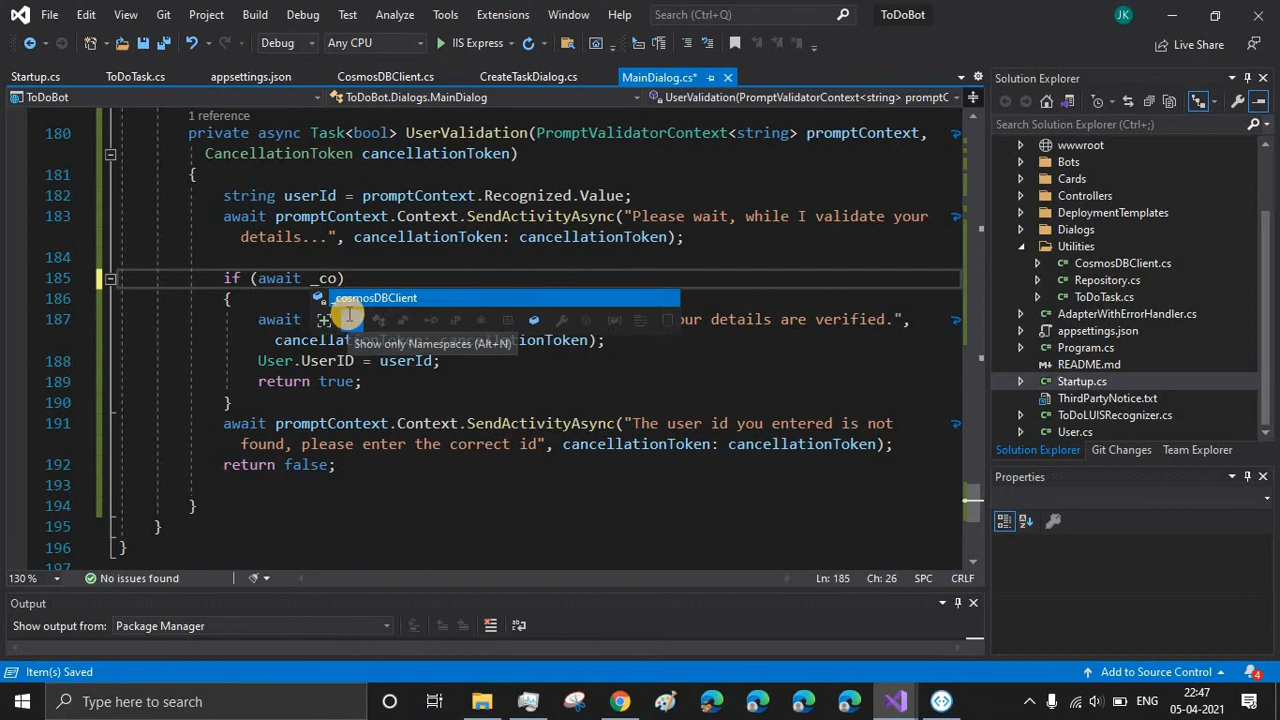 File Edit View Git Project Build Debug Test Analyze Tools Extensions Window Help Search (Ctrl+Q) ToDoBot JK
Debug Any CPU IIS Express Live Share
Startup.cs ToDoTask.cs appsettings.json CosmosDBClient.cs CreateTaskDialog.cs MainDialog.cs*
ToDoBot ToDoBot.Dialogs.MainDialog UserValidation(PromptValidatorContext<string> promptC
1 reference
180 private async Task<bool> UserValidation(PromptValidatorContext<string> promptContext,
CancellationToken cancellationToken)
181 {
182 string userId = promptContext.Recognized.Value;
183 await promptContext.Context.SendActivityAsync("Please wait, while I validate your
details...", cancellationToken: cancellationToken);
184
185 if (await _co)
186 {
_cosmosDBClient
187 await our details are verified.",
cancellat tionToken);
Show only Namespaces (Alt+N)
188 User.UserID = userId;
189 return true;
190 }
191 await promptContext.Context.SendActivityAsync("The user id you entered is not
found, please enter the correct id", cancellationToken: cancellationToken);
192 return false;
193
194 }
195 }
196 }
197
130 % No issues found Ln: 185 Ch: 26 SPC CRLF
Output
Show output from: Package Manager
Solution Explorer
Search Solution Explorer (Ctrl+;)
wwwroot
Bots
Cards
Controllers
DeploymentTemplates
Dialogs
Utilities
CosmosDBClient.cs
Repository.cs
ToDoTask.cs
AdapterWithErrorHandler.cs
appsettings.json
Program.cs
README.md
Startup.cs
ThirdPartyNotice.txt
ToDoLUISRecognizer.cs
User.cs
Solution Explorer Git Changes Team Explorer
Properties
Item(s) Saved Add to Source Control 4
Type here to search ENG 22:47
05-04-2021